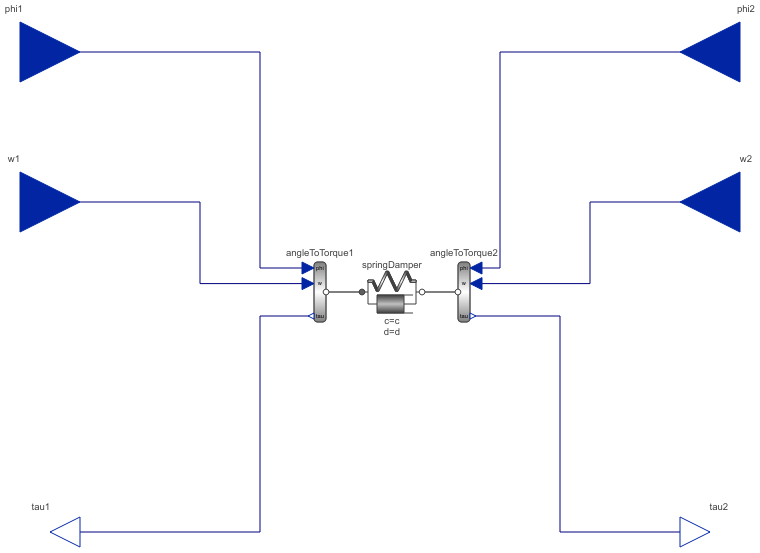 phi1
phi2
w1
w2
angleToTorque1
angleToTorque2
springDamper
phi
phi
w
w
tau
tau
c=c
d=d
tau1
tau2